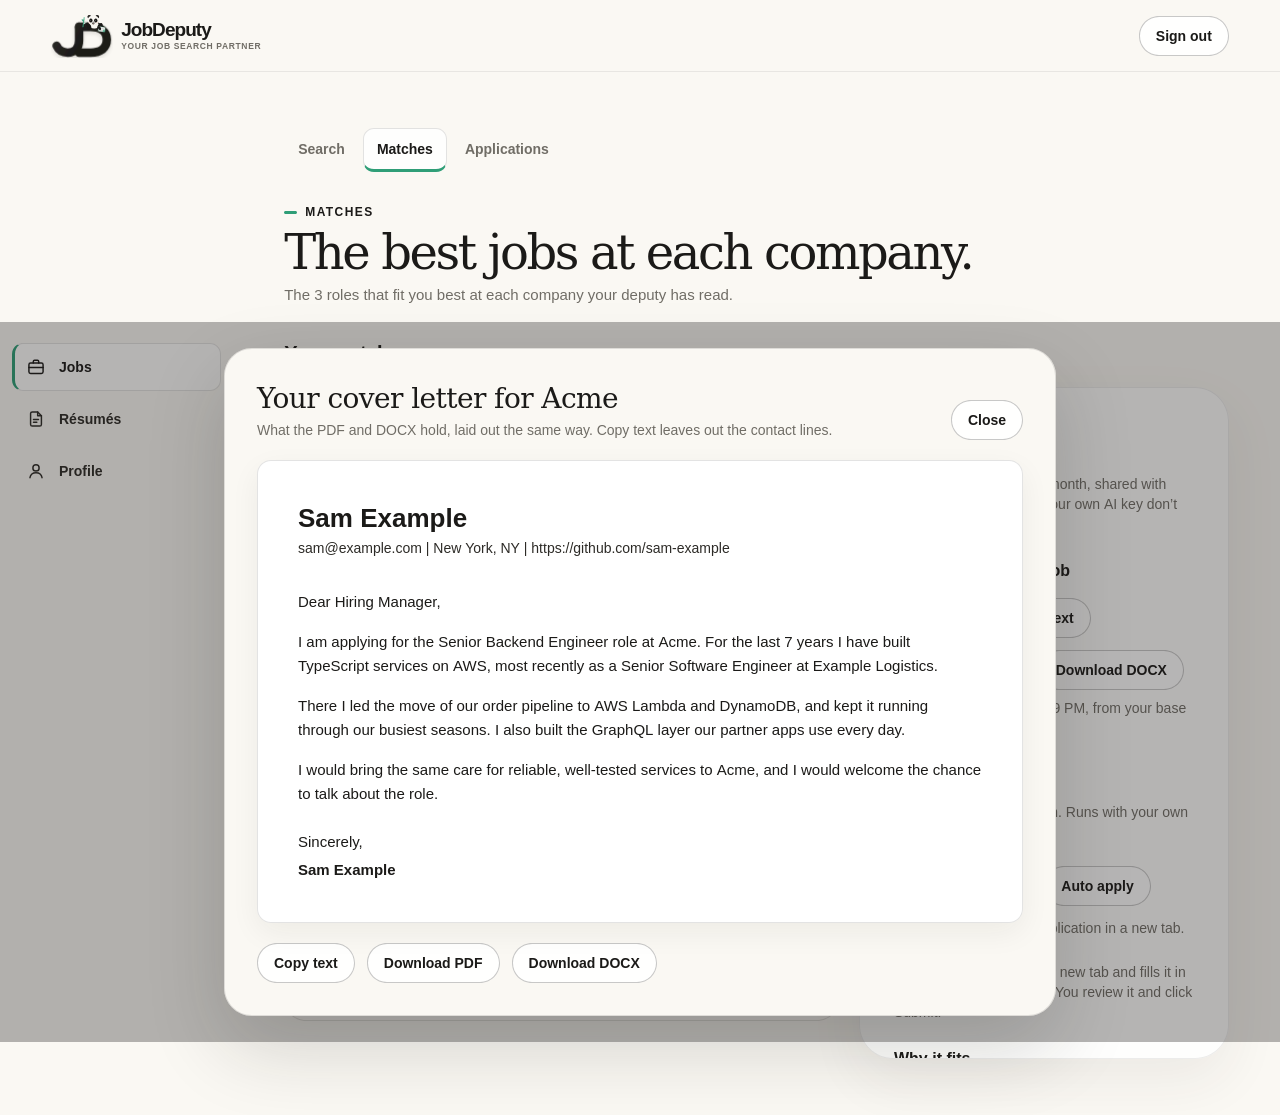 JobDeputy
YOUR JOB SEARCH PARTNER
Sign out
Search
Matches
Applications
MATCHES
The best jobs at each company.
The 3 roles that fit you best at each company your deputy has read.
Jobs
Résumés
Profile
Your cover letter for Acme
What the PDF and DOCX hold, laid out the same way. Copy text leaves out the contact lines.
Close
Sam Example
sam@example.com | New York, NY | https://github.com/sam-example
Dear Hiring Manager,
I am applying for the Senior Backend Engineer role at Acme. For the last 7 years I have built
TypeScript services on AWS, most recently as a Senior Software Engineer at Example Logistics.
There I led the move of our order pipeline to AWS Lambda and DynamoDB, and kept it running
through our busiest seasons. I also built the GraphQL layer our partner apps use every day.
I would bring the same care for reliable, well-tested services to Acme, and I would welcome the chance
to talk about the role.
Sincerely,
Sam Example
Copy text
Download PDF
Download DOCX
shared with
own AI key don't
Download DOCX
PM, from your base
Runs with your own
Auto apply
in a new tab.
new tab and fills it in
You review it and click
Why it fits